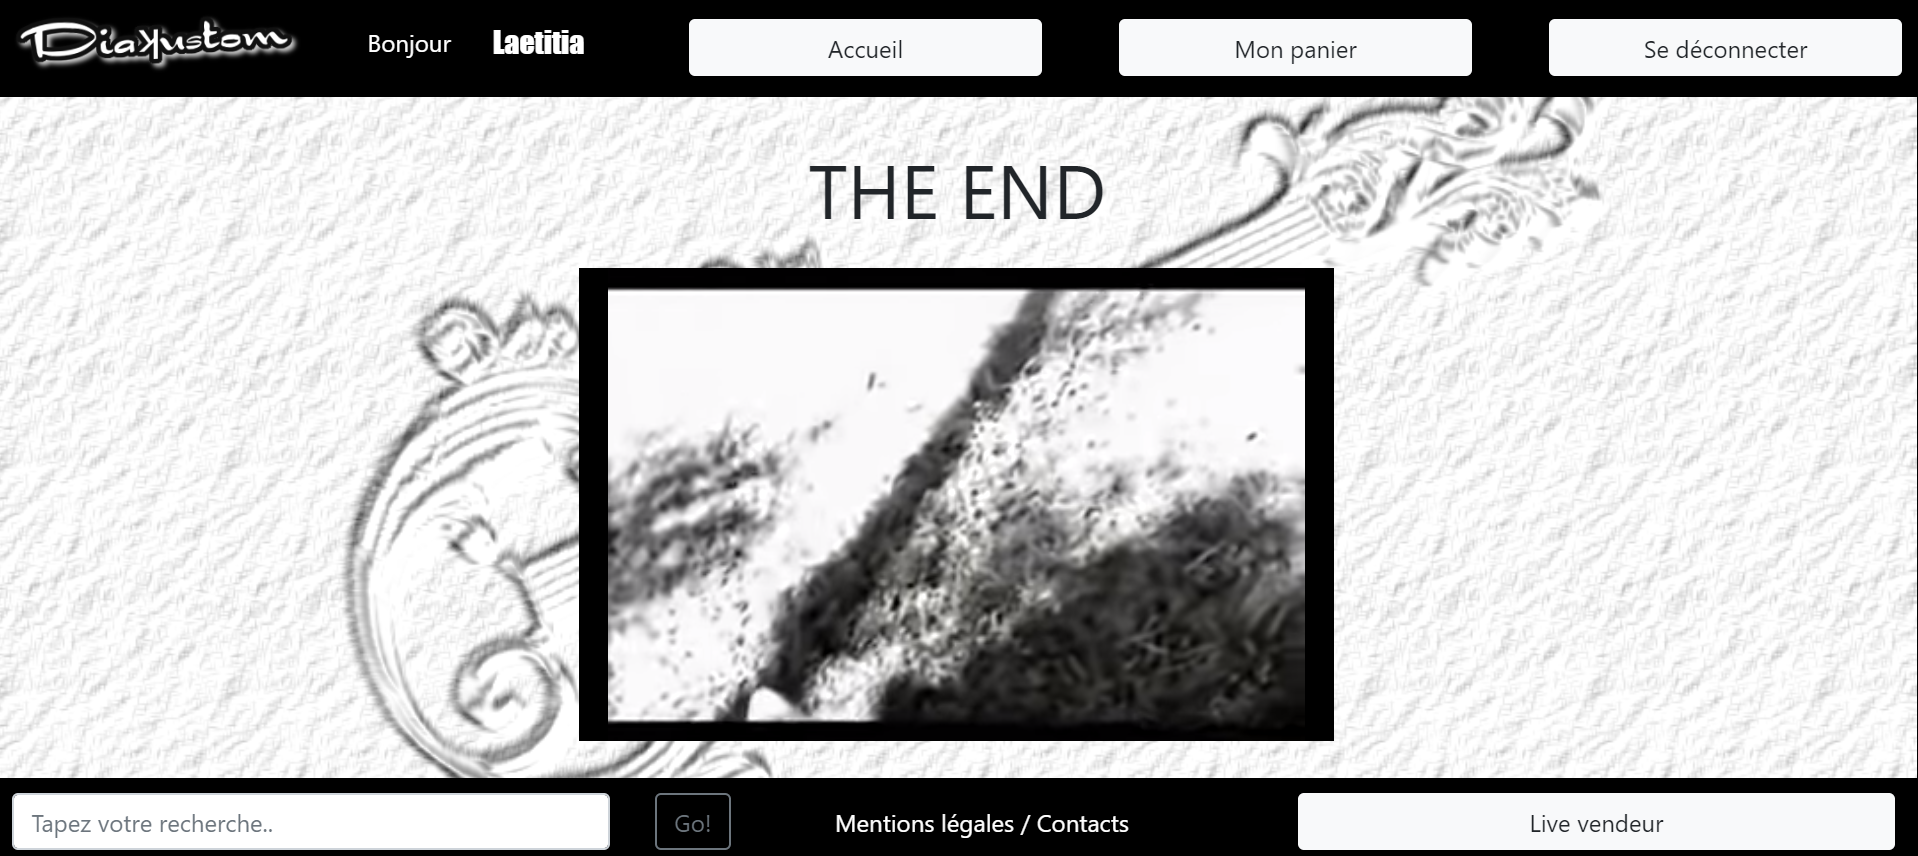 Diakustom
Bonjour Laetitia
Accueil
Mon panier
Se déconnecter
THE END
Tapez votre recherche..
Go!
Mentions légales / Contacts
Live vendeur